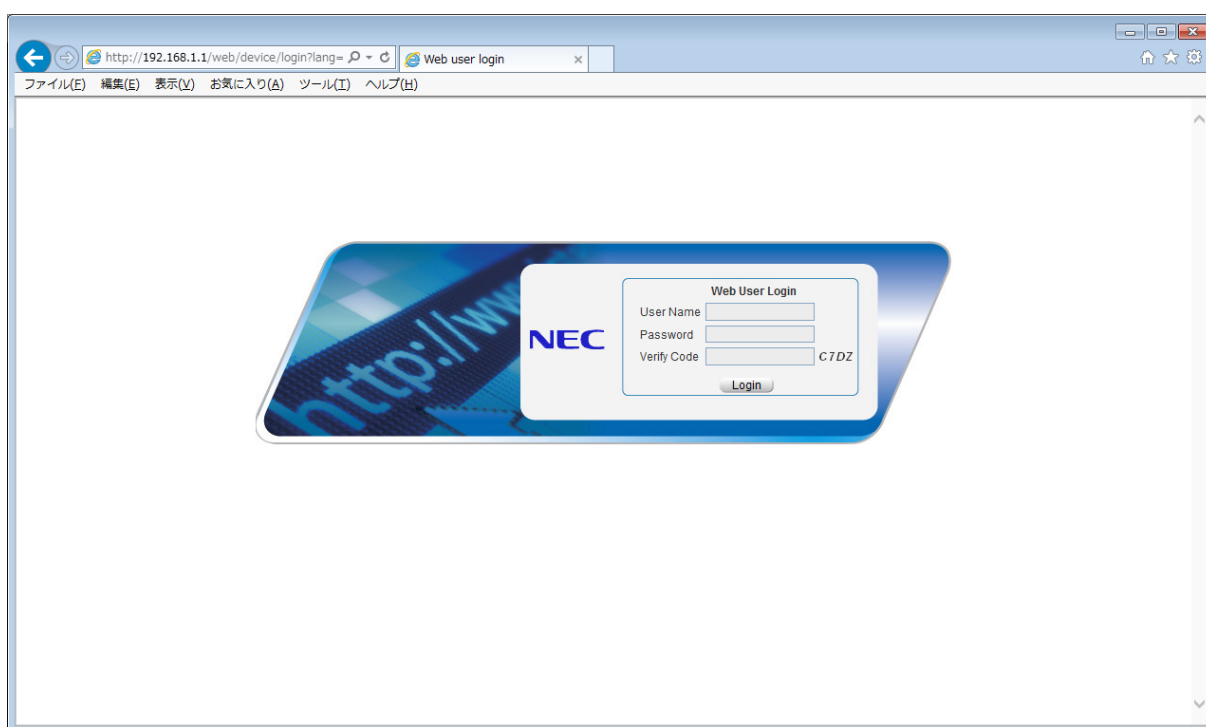 http://192.168.1.1/web/device/login?lang=
Web user login
ファイル(F) 編集(E) 表示(V) お気に入り(A) ツール(T) ヘルプ(H)
http://www
NEC
Web User Login
User Name
Password
Verify Code C7DZ
Login